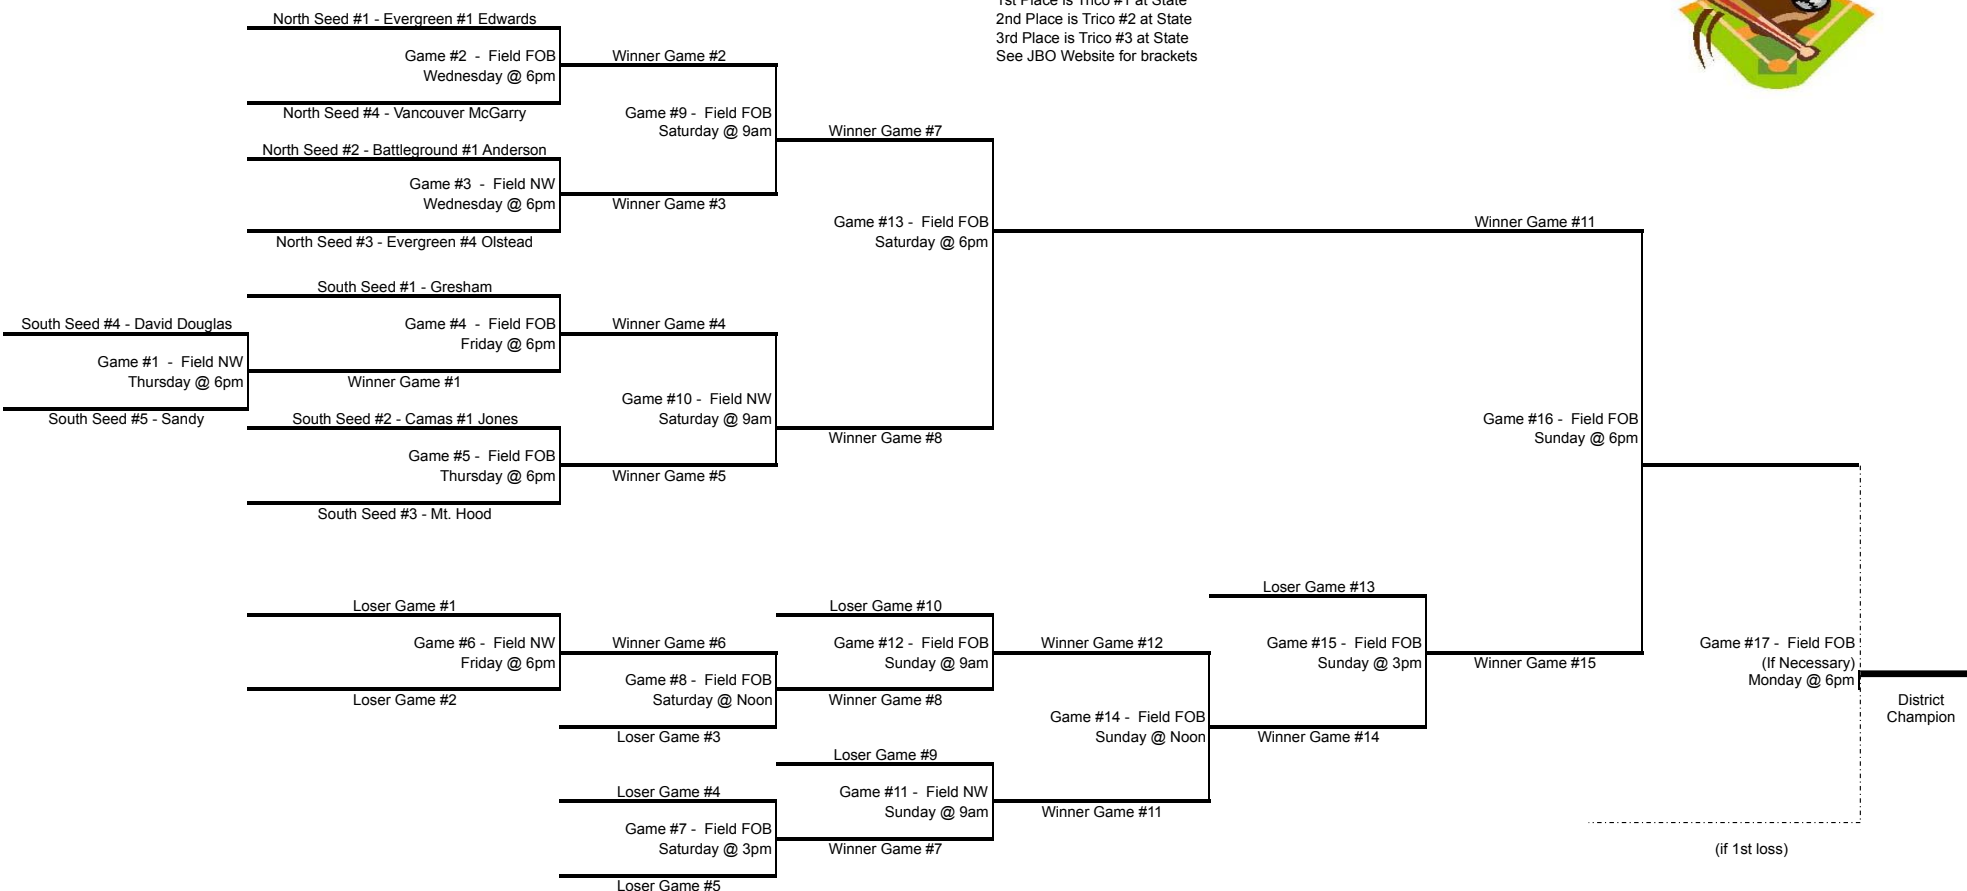 1st Place is Trico #1 at State
2nd Place is Trico #2 at State
3rd Place is Trico #3 at State
See JBO Website for brackets
North Seed #1 - Evergreen #1 Edwards
Game #2 - Field FOB
Wednesday @ 6pm
North Seed #4 - Vancouver McGarry
North Seed #2 - Battleground #1 Anderson
Game #3 - Field NW
Wednesday @ 6pm
North Seed #3 - Evergreen #4 Olstead
South Seed #1 - Gresham
Game #4 - Field FOB
Friday @ 6pm
Winner Game #1
South Seed #4 - David Douglas
Game #1 - Field NW
Thursday @ 6pm
South Seed #5 - Sandy
South Seed #2 - Camas #1 Jones
Game #5 - Field FOB
Thursday @ 6pm
South Seed #3 - Mt. Hood
Winner Game #2
Game #9 - Field FOB
Saturday @ 9am
Winner Game #3
Winner Game #4
Game #10 - Field NW
Saturday @ 9am
Winner Game #5
Winner Game #7
Game #13 - Field FOB
Saturday @ 6pm
Winner Game #8
Winner Game #11
Game #16 - Field FOB
Sunday @ 6pm
Winner Game #15
Loser Game #1
Game #6 - Field NW
Friday @ 6pm
Loser Game #2
Winner Game #6
Game #8 - Field FOB
Saturday @ Noon
Loser Game #3
Loser Game #4
Game #7 - Field FOB
Saturday @ 3pm
Loser Game #5
Loser Game #10
Game #12 - Field FOB
Sunday @ 9am
Winner Game #8
Loser Game #9
Game #11 - Field NW
Sunday @ 9am
Winner Game #7
Winner Game #12
Game #14 - Field FOB
Sunday @ Noon
Winner Game #11
Loser Game #13
Game #15 - Field FOB
Sunday @ 3pm
Winner Game #14
Game #17 - Field FOB
(If Necessary)
Monday @ 6pm
District
Champion
(if 1st loss)